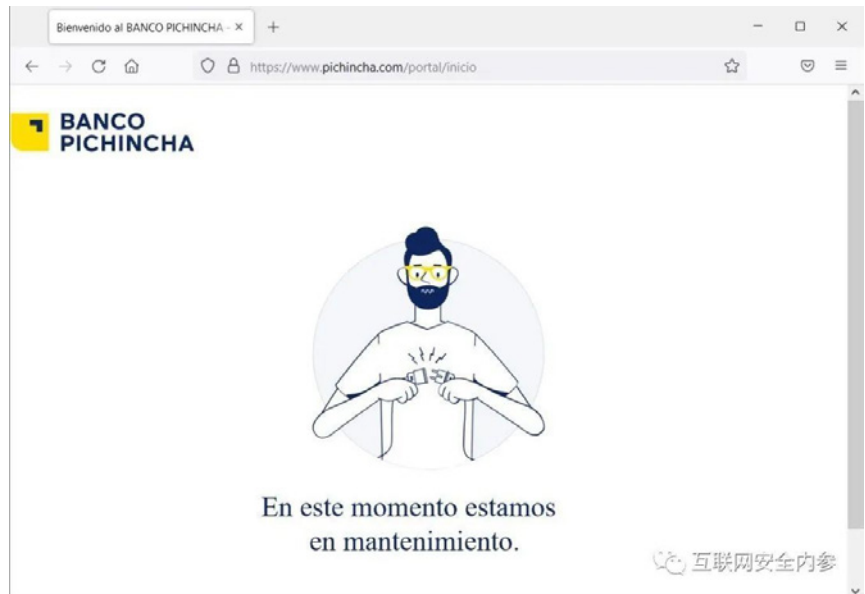 Bienvenido al BANCO PICHINCHA -
https://www.pichincha.com/portal/inicio
BANCO
PICHINCHA
En este momento estamos
en mantenimiento.
互联网安全内参